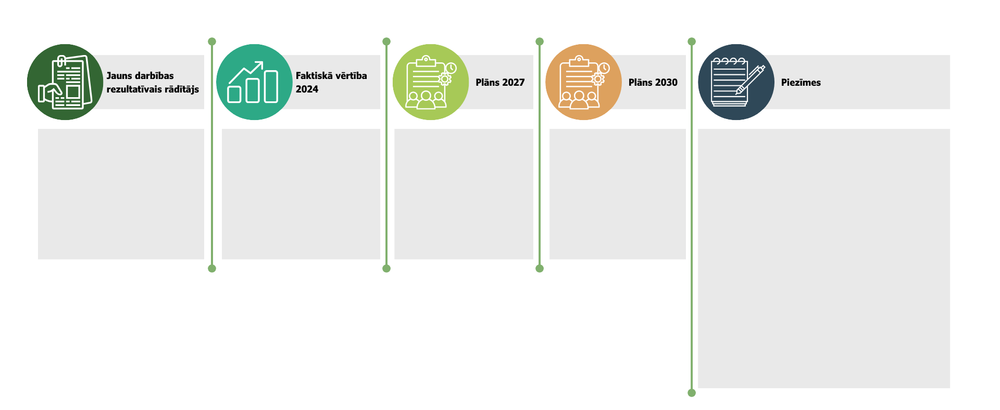 Jauns darbības
rezultatīvais rādītājs
Faktiskā vērtība
2024
Plāns 2027
Plāns 2030
Piezīmes